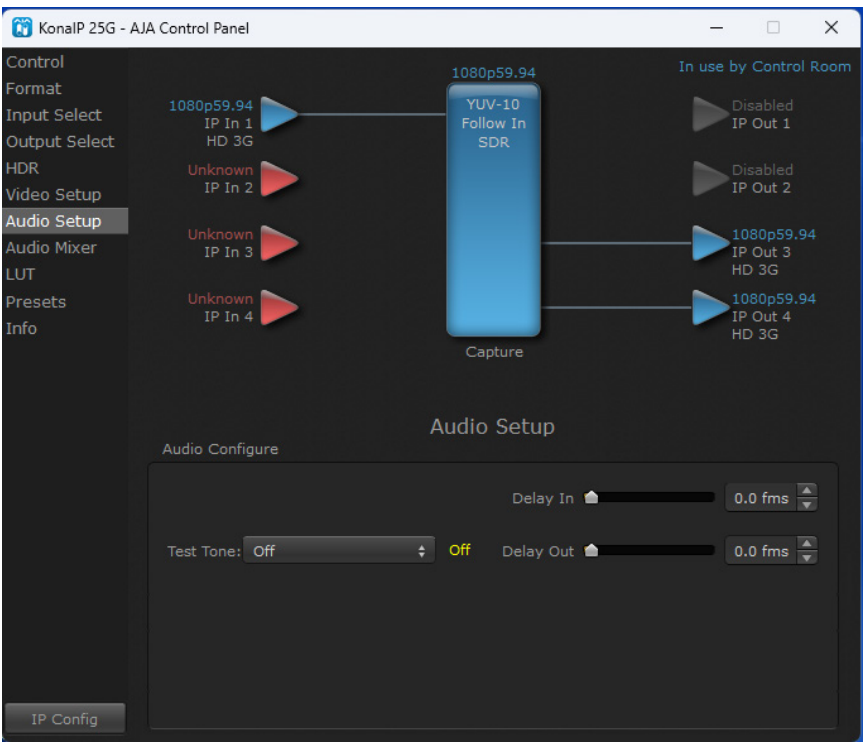 KonaIP 25G - AJA Control Panel
Control
Format
Input Select
Output Select
HDR
Video Setup
Audio Setup
Audio Mixer
LUT
Presets
Info
IP Config
In use by Control Room
1080p59.94
YUV-10
Follow In
SDR
Capture
1080p59.94
IP In 1
HD 3G
Unknown
IP In 2
Unknown
IP In 3
Unknown
IP In 4
Disabled
IP Out 1
Disabled
IP Out 2
1080p59.94
IP Out 3
HD 3G
1080p59.94
IP Out 4
HD 3G
Audio Setup
Audio Configure
Delay In 0.0 fms
Test Tone: Off Off Delay Out 0.0 fms